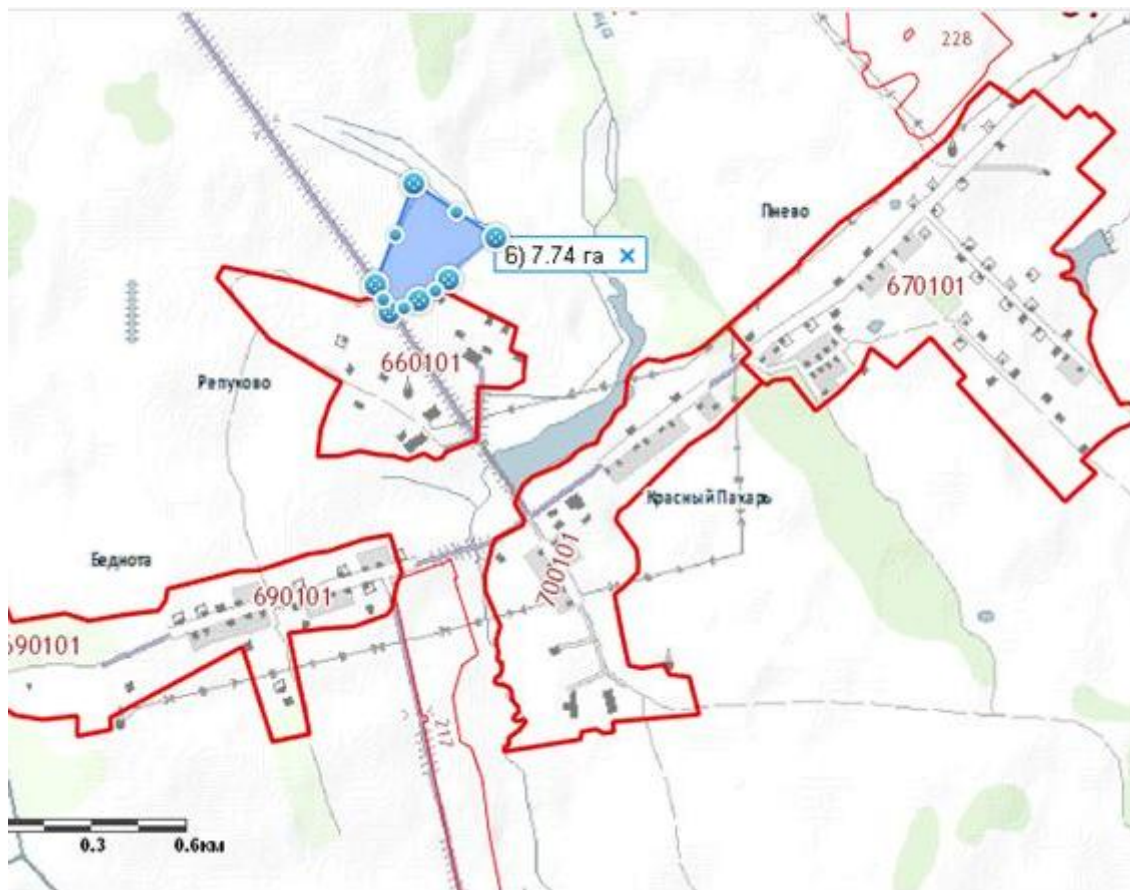 228
Пнево
6) 7.74 га ×
670101
660101
Репуково
Красный Пахарь
Беднота
700101
690101
690101
217
0.3
0.6км